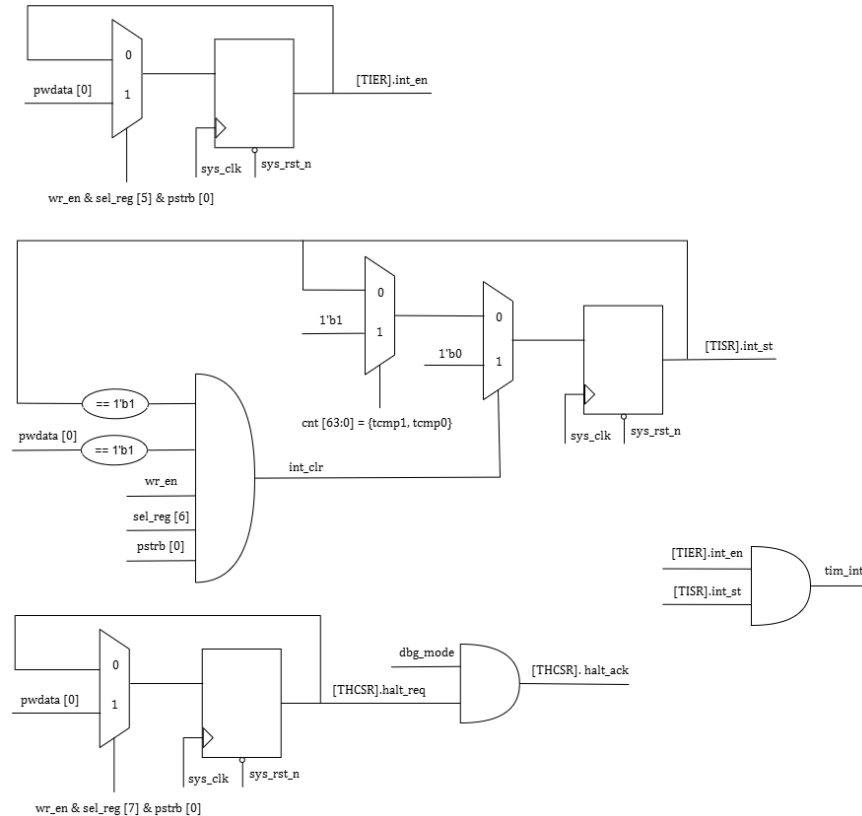 0
pwdata [0]
1
[TIER].int_en
sys_clk
sys_rst_n
wr_en & sel_reg [5] & pstrb [0]
0
1'b1
1
0
1'b0
1
[TISR].int_st
== 1'b1
cnt [63:0] = {tcmp1, tcmp0}
sys_clk
sys_rst_n
pwdata [0]
== 1'b1
int_clr
wr_en
sel_reg [6]
pstrb [0]
[TIER].int_en
tim_int
[TISR].int_st
0
pwdata [0]
1
dbg_mode
[THCSR].halt_req
[THCSR]. halt_ack
sys_clk
sys_rst_n
wr_en & sel_reg [7] & pstrb [0]